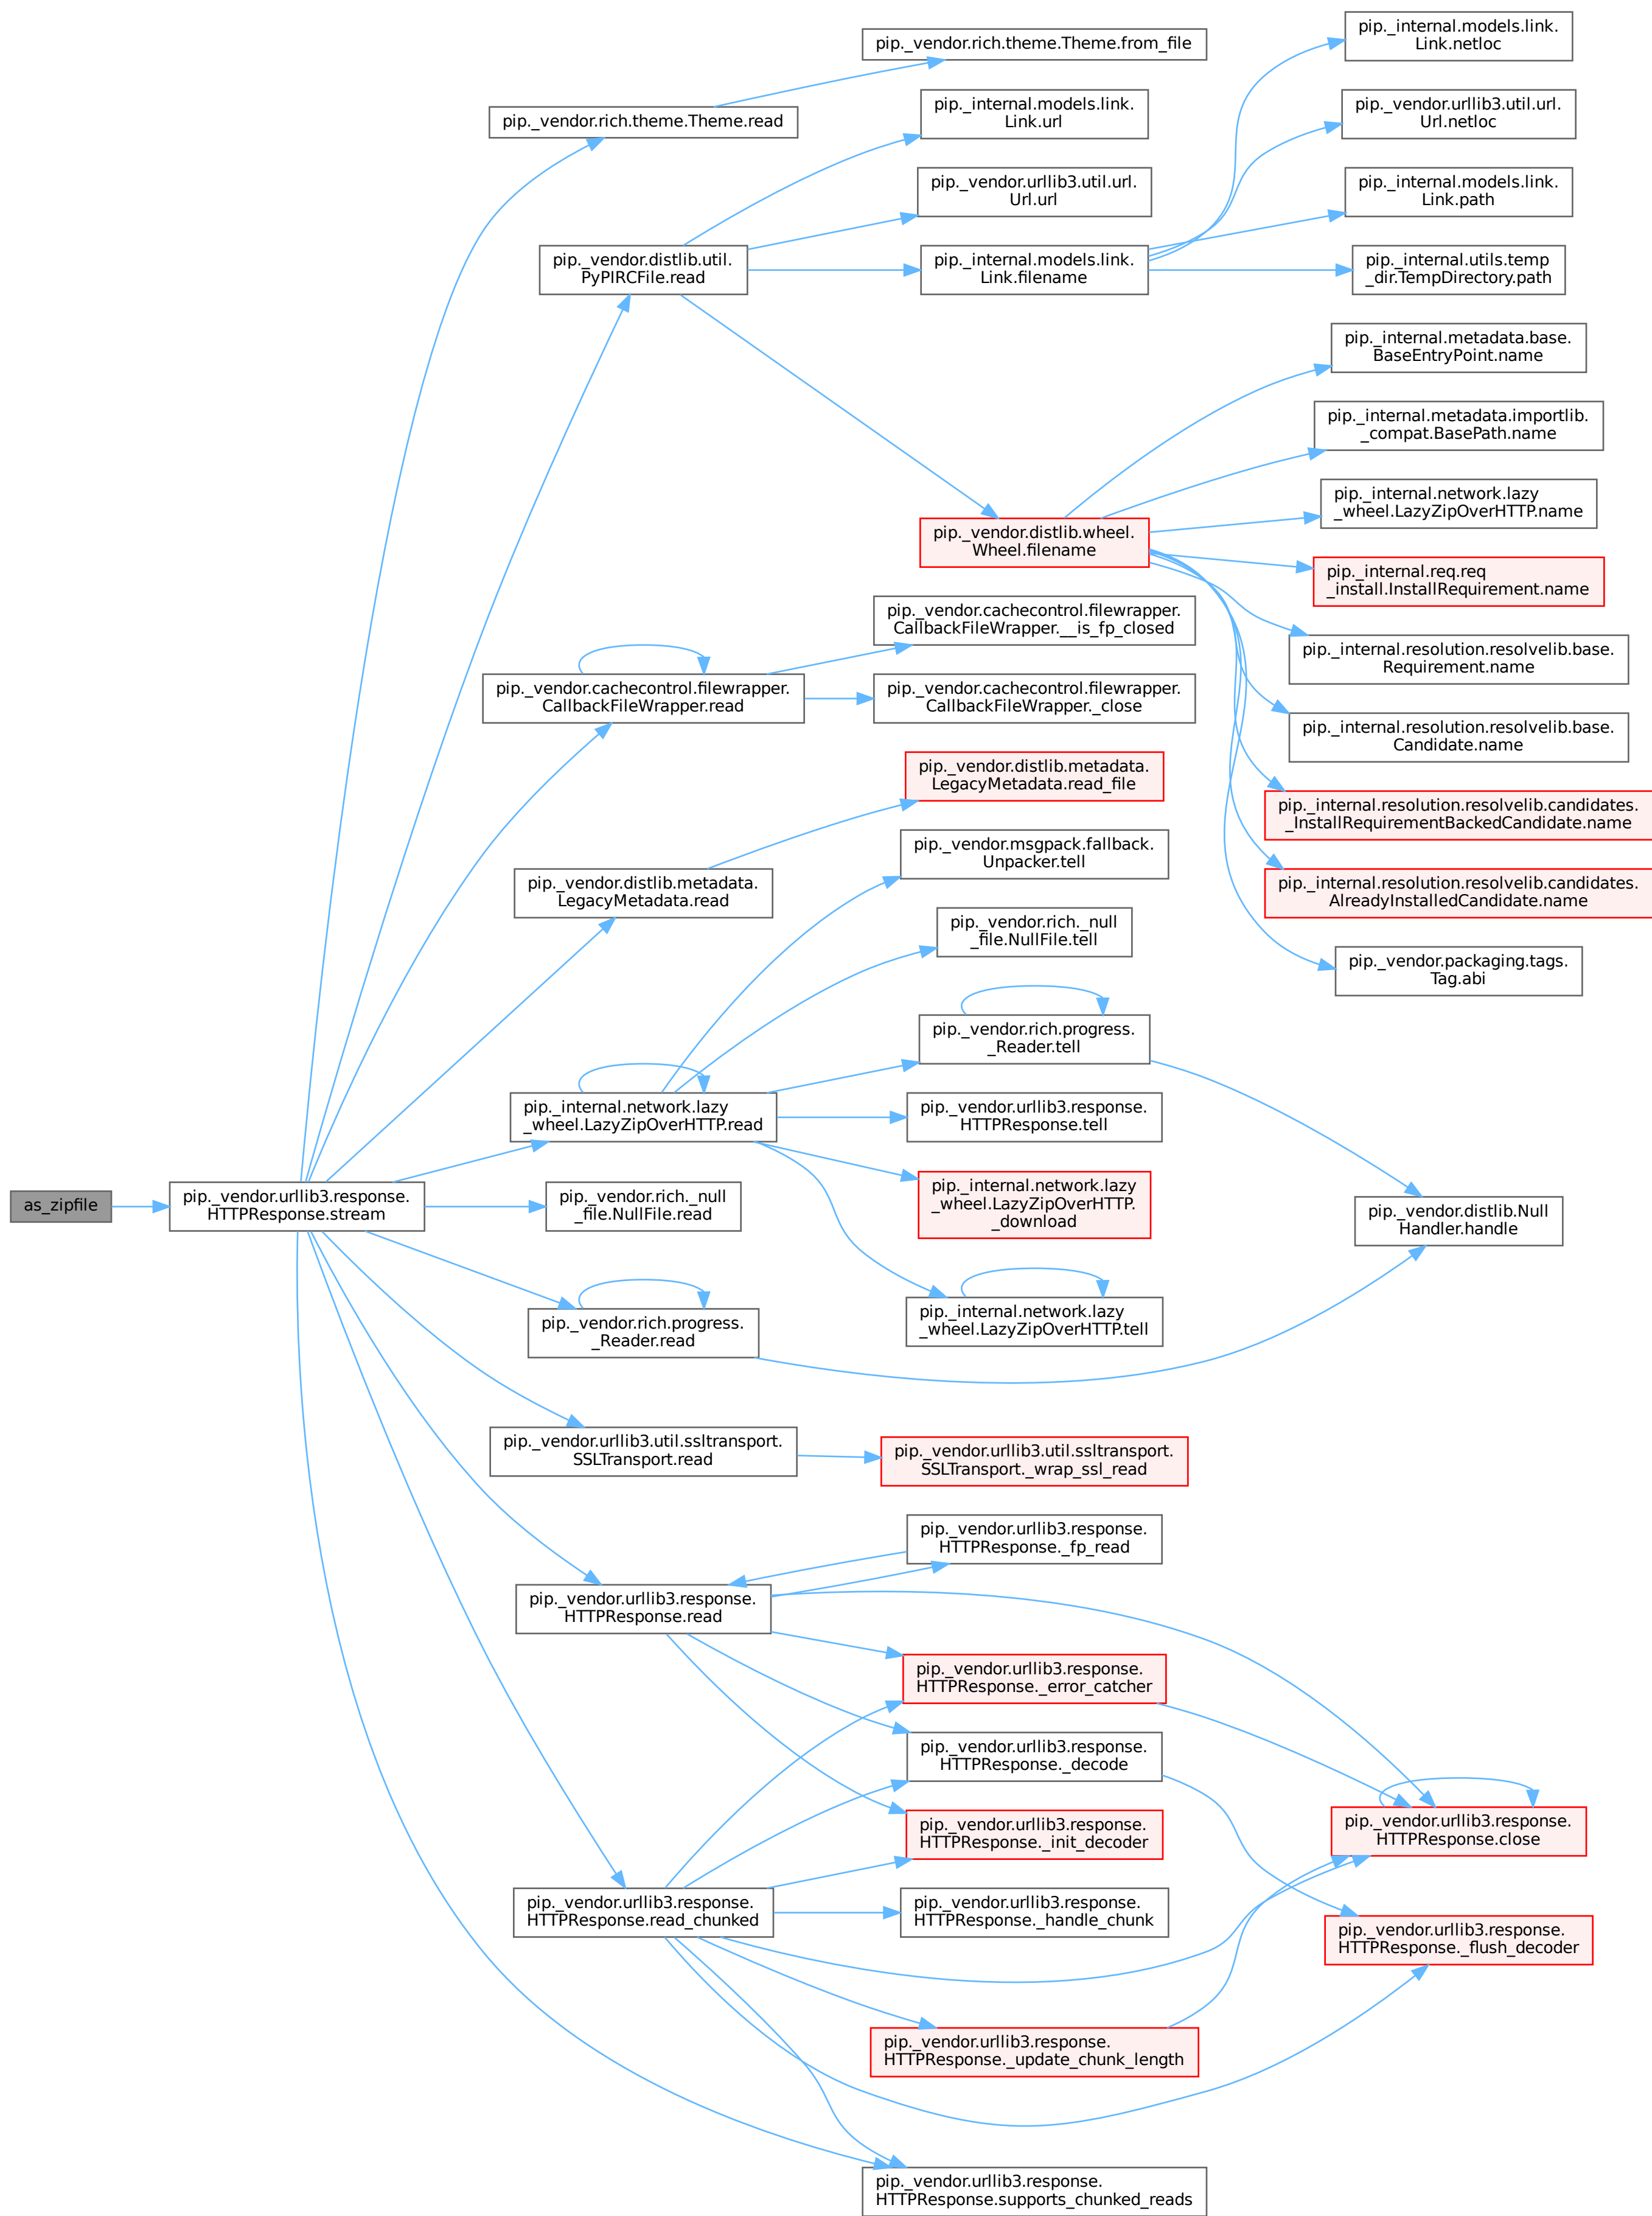 pip._internal.models.link.
Link.netloc
pip._vendor.rich.theme.Theme.from_file
pip._internal.models.link.
Link.url
pip._vendor.urllib3.util.url.
Url.netloc
pip._vendor.rich.theme.Theme.read
pip._vendor.urllib3.util.url.
Url.url
pip._internal.models.link.
Link.path
pip._vendor.distlib.util.
PyPIRCFile.read
pip._internal.models.link.
Link.filename
pip._internal.utils.temp
_dir.TempDirectory.path
pip._internal.metadata.base.
BaseEntryPoint.name
pip._internal.metadata.importlib.
_compat.BasePath.name
pip._internal.network.lazy
_wheel.LazyZipOverHTTP.name
pip._vendor.distlib.wheel.
Wheel.filename
pip._internal.req.req
_install.InstallRequirement.name
pip._vendor.cachecontrol.filewrapper.
CallbackFileWrapper.__is_fp_closed
pip._internal.resolution.resolvelib.base.
Requirement.name
pip._vendor.cachecontrol.filewrapper.
CallbackFileWrapper.read
pip._vendor.cachecontrol.filewrapper.
CallbackFileWrapper._close
pip._internal.resolution.resolvelib.base.
Candidate.name
pip._vendor.distlib.metadata.
LegacyMetadata.read_file
pip._internal.resolution.resolvelib.candidates.
_InstallRequirementBackedCandidate.name
pip._vendor.msgpack.fallback.
Unpacker.tell
pip._vendor.distlib.metadata.
LegacyMetadata.read
pip._internal.resolution.resolvelib.candidates.
AlreadyInstalledCandidate.name
pip._vendor.rich._null
_file.NullFile.tell
pip._vendor.packaging.tags.
Tag.abi
pip._vendor.rich.progress.
_Reader.tell
pip._internal.network.lazy
_wheel.LazyZipOverHTTP.read
pip._vendor.urllib3.response.
HTTPResponse.tell
as_zipfile
pip._vendor.urllib3.response.
HTTPResponse.stream
pip._vendor.rich._null
_file.NullFile.read
pip._internal.network.lazy
_wheel.LazyZipOverHTTP.
_download
pip._vendor.distlib.Null
Handler.handle
pip._vendor.rich.progress.
_Reader.read
pip._internal.network.lazy
_wheel.LazyZipOverHTTP.tell
pip._vendor.urllib3.util.ssltransport.
SSLTransport.read
pip._vendor.urllib3.util.ssltransport.
SSLTransport._wrap_ssl_read
pip._vendor.urllib3.response.
HTTPResponse._fp_read
pip._vendor.urllib3.response.
HTTPResponse.read
pip._vendor.urllib3.response.
HTTPResponse._error_catcher
pip._vendor.urllib3.response.
HTTPResponse._decode
pip._vendor.urllib3.response.
HTTPResponse._init_decoder
pip._vendor.urllib3.response.
HTTPResponse.close
pip._vendor.urllib3.response.
HTTPResponse.read_chunked
pip._vendor.urllib3.response.
HTTPResponse._handle_chunk
pip._vendor.urllib3.response.
HTTPResponse._flush_decoder
pip._vendor.urllib3.response.
HTTPResponse._update_chunk_length
pip._vendor.urllib3.response.
HTTPResponse.supports_chunked_reads